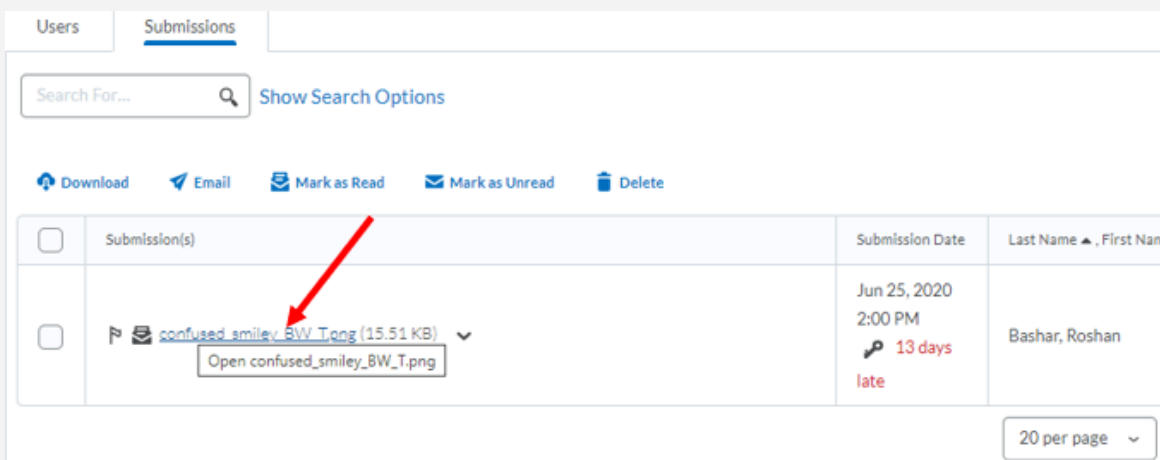 Users Submissions
Search For... Show Search Options
Download Email Mark as Read Mark as Unread Delete
Submission(s) Submission Date Last Name ▲ , First Nam
Jun 25, 2020
2:00 PM
confused_smiley_BW_T.png (15.51 KB) Bashar, Roshan
13 days
Open confused_smiley_BW_T.png
late
20 per page